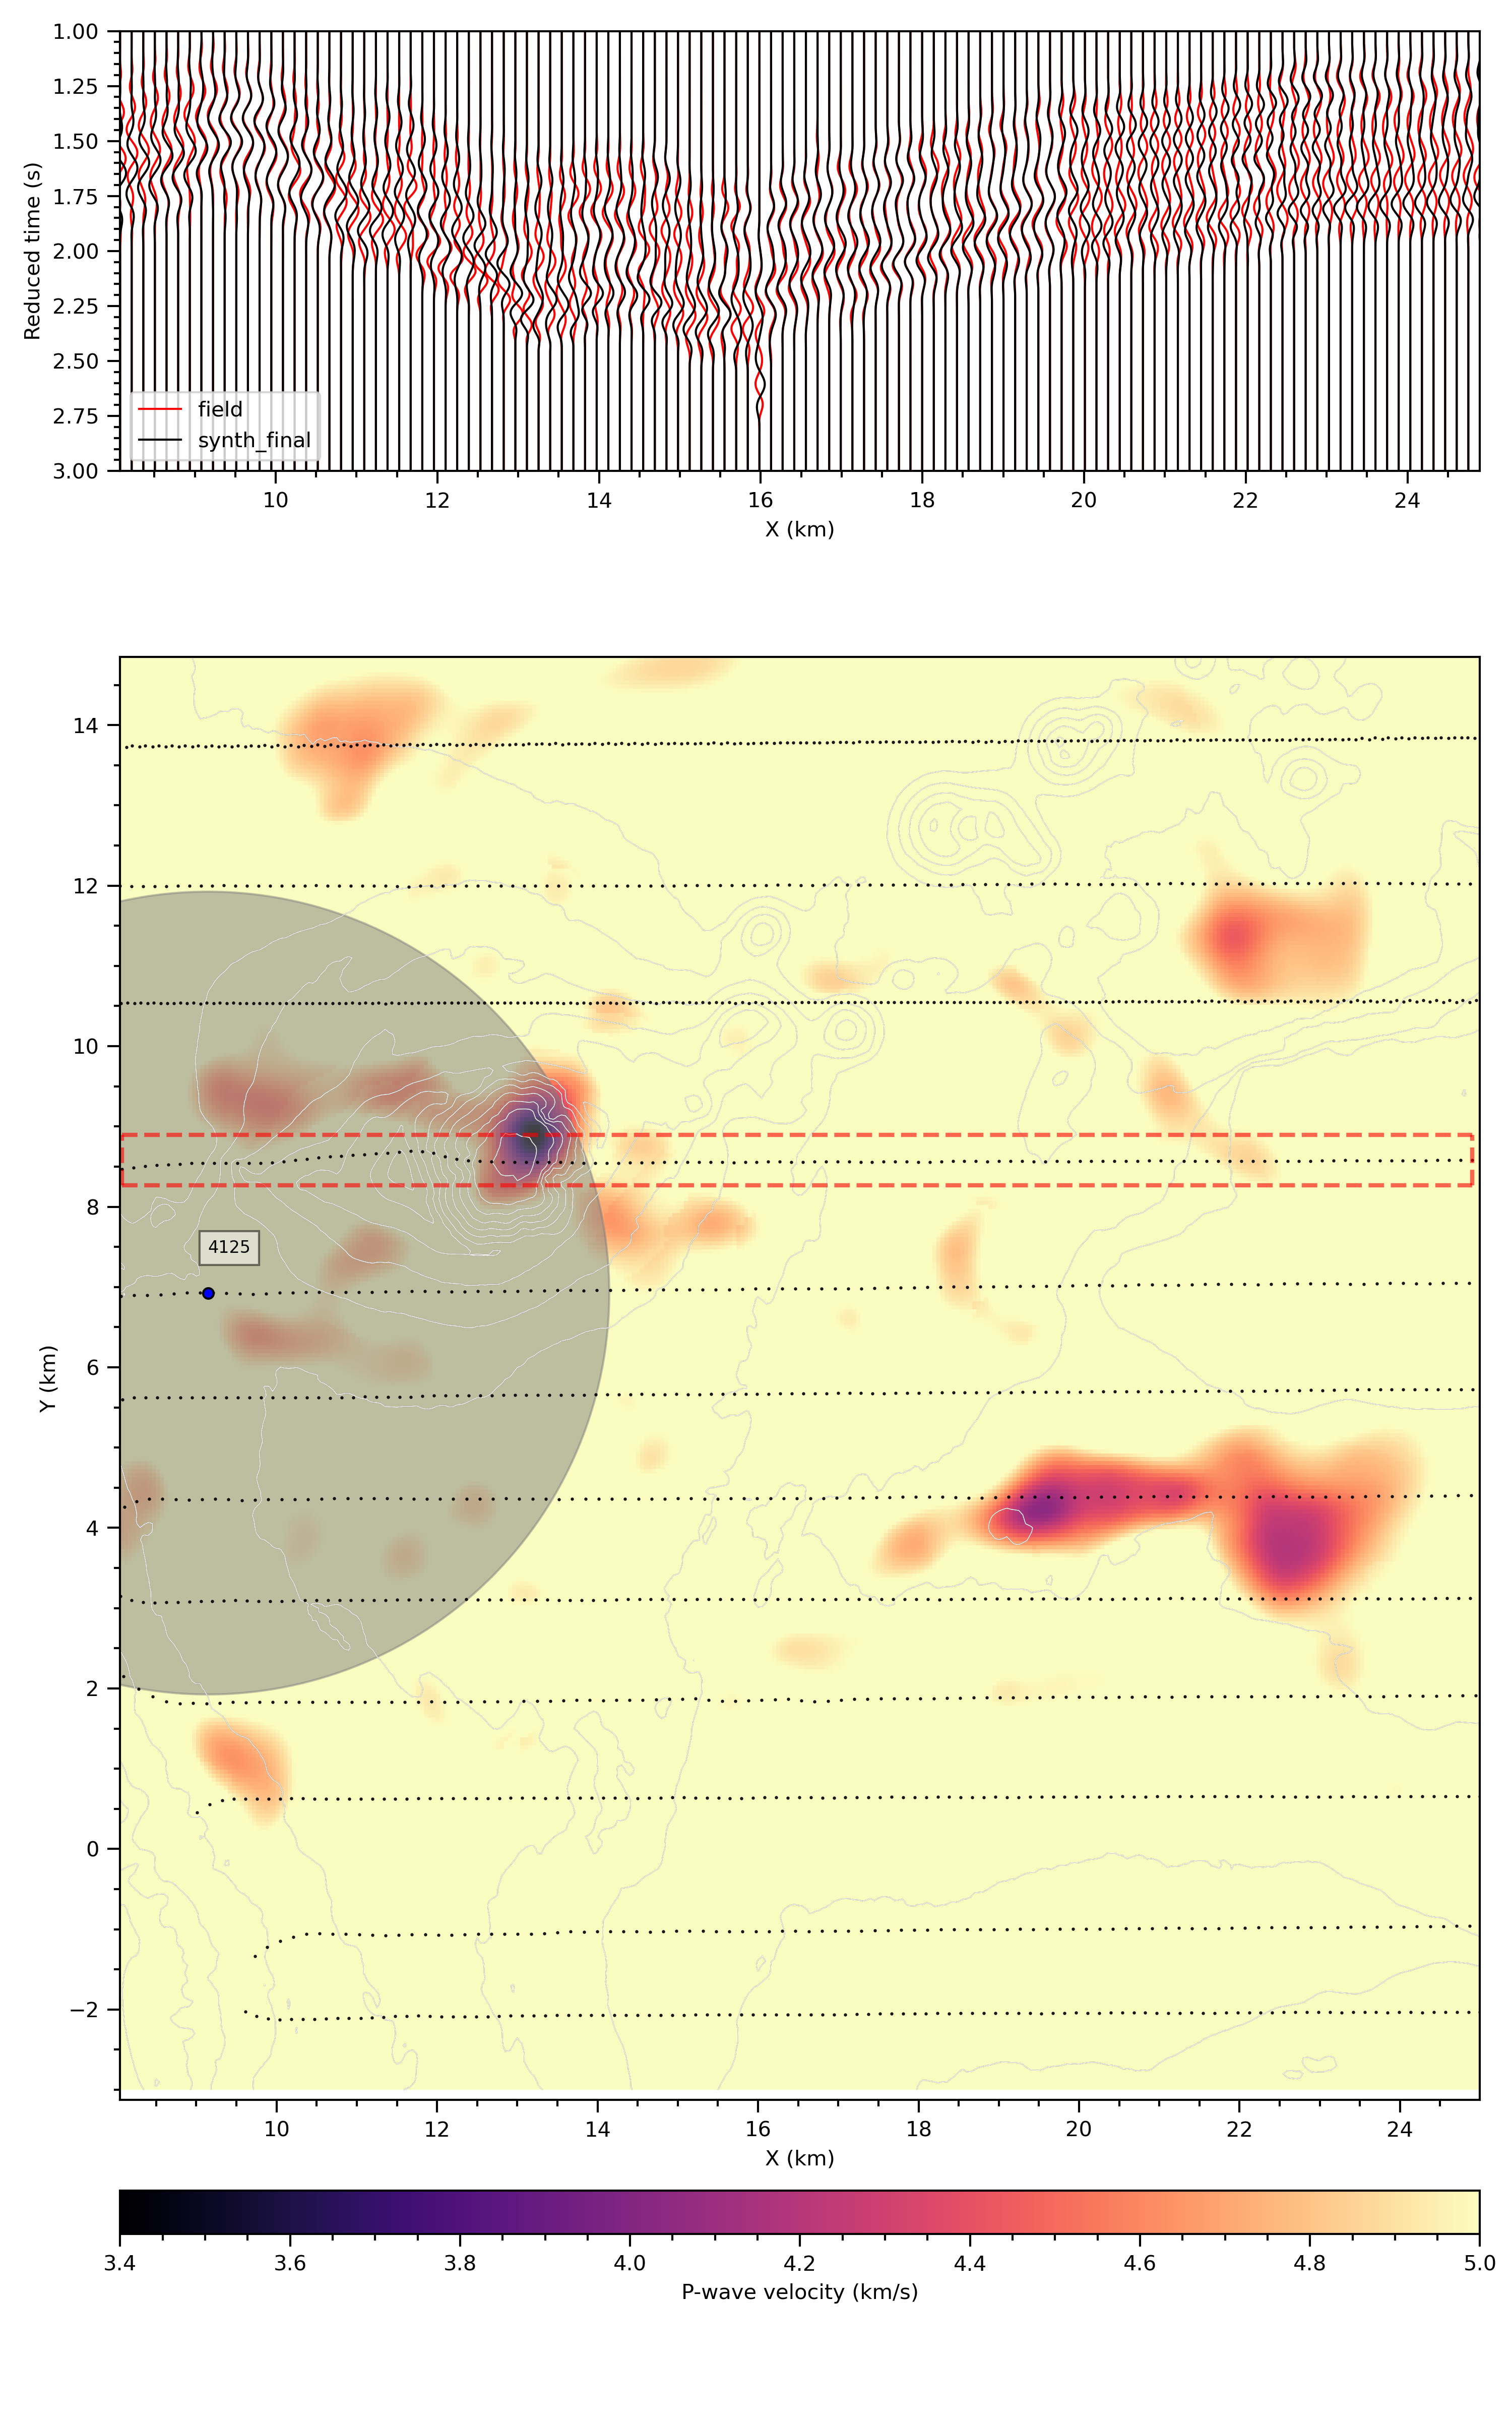 1.00
1.25
1.50
1.75
2.00
2.25
2.50
2.75
3.00
Reduced time (s)
field
synth_final
10 12 14 16 18 20 22 24
X (km)
14
12
10
8
6
4
2
0
−2
Y (km)
4125
10 12 14 16 18 20 22 24
X (km)
3.4 3.6 3.8 4.0 4.2 4.4 4.6 4.8 5.0
P-wave velocity (km/s)